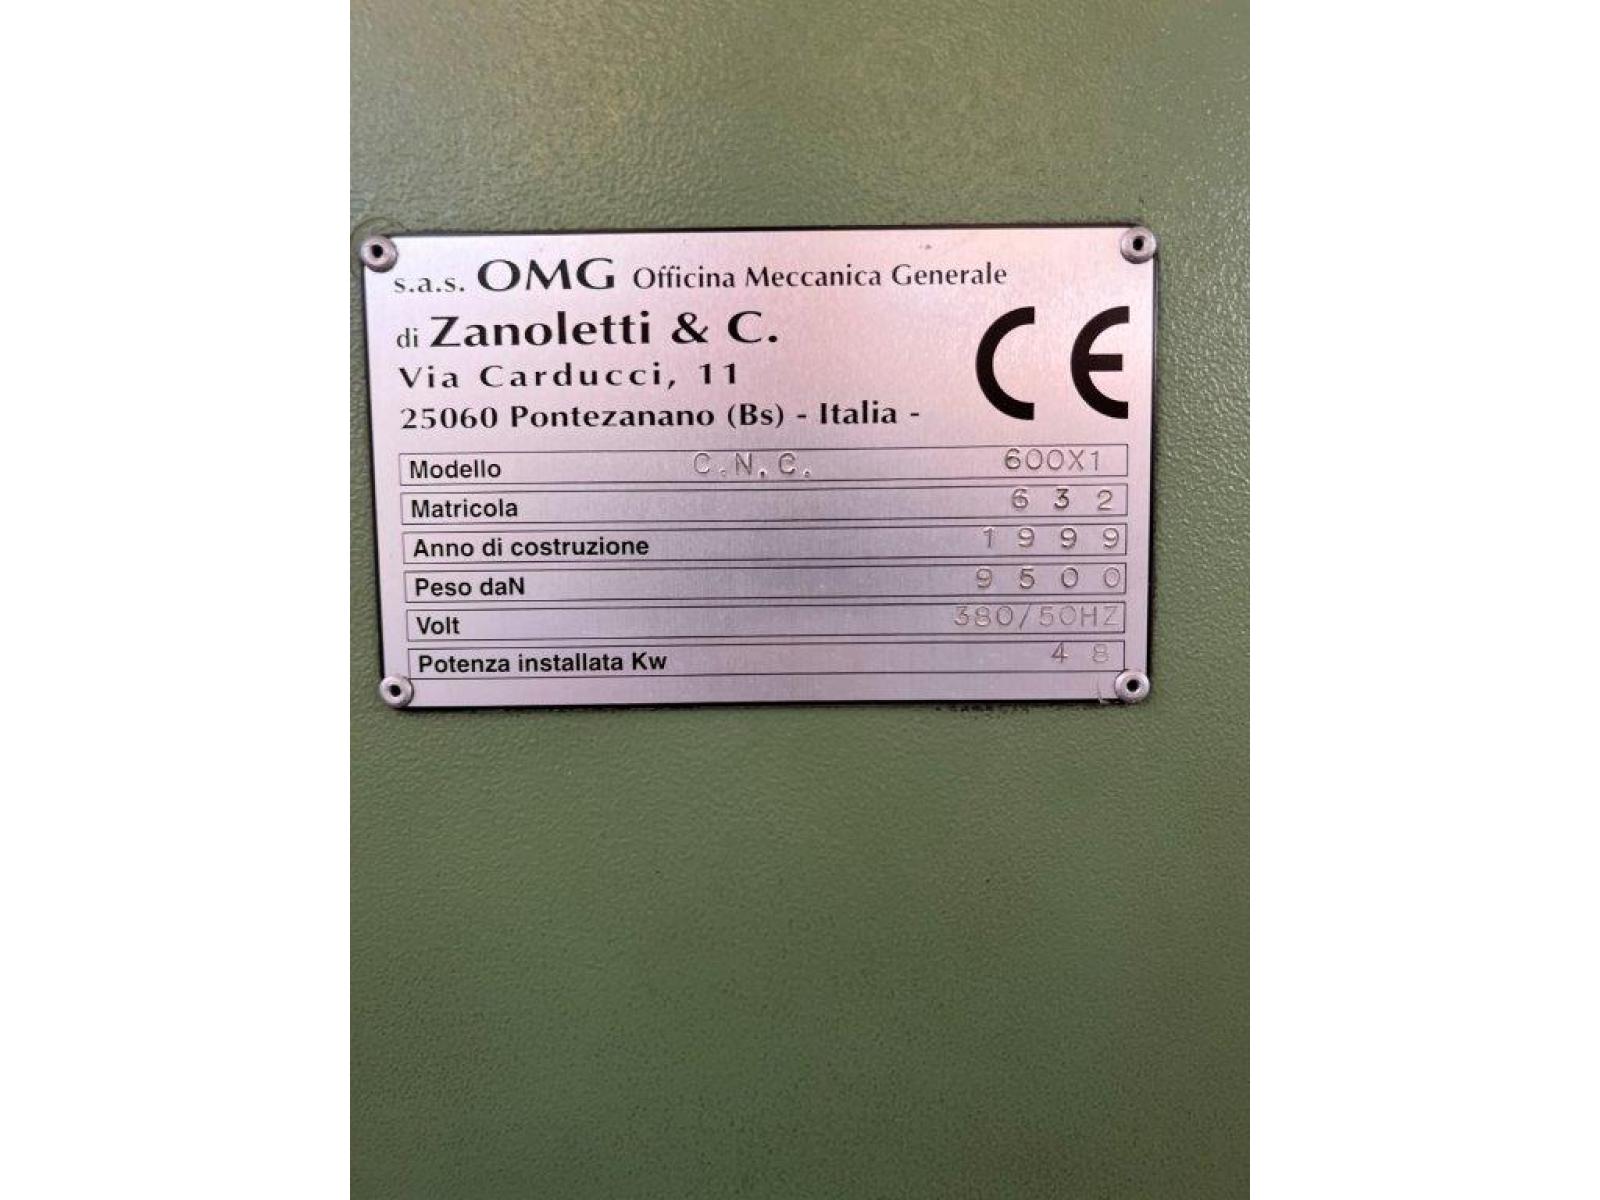 s.a.s. OMG Officina Meccanica Generale
di Zanoletti & C.
Via Carducci, 11
25060 Pontezanano (Bs) - Italia -
CE
Modello C.N.C. 600X1
Matricola 632
Anno di costruzione 1999
Peso daN 9500
Volt 380/50HZ
Potenza installata Kw 48